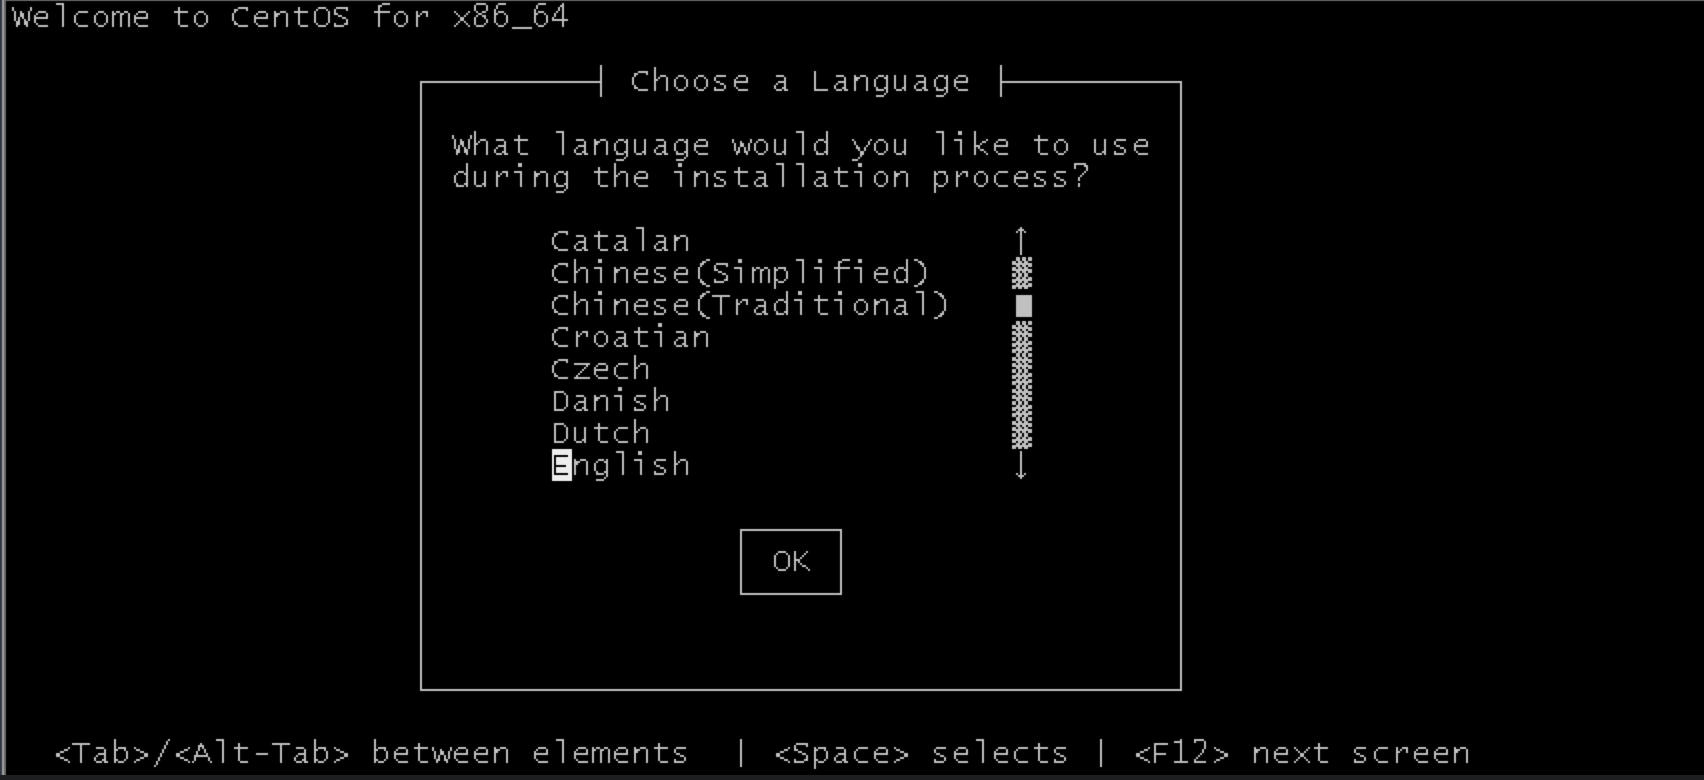 Welcome to CentOS for x86_64
Choose a Language
What language would you like to use
during the installation process?
Catalan
Chinese(Simplified)
Chinese(Traditional)
Croatian
Czech
Danish
Dutch
English
OK
<Tab>/<Alt-Tab> between elements | <Space> selects | <F12> next screen